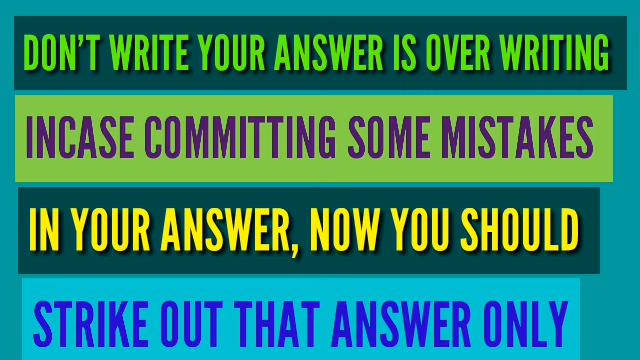 DON'T WRITE YOUR ANSWER IS OVER WRITING
INCASE COMMITTING SOME MISTAKES
IN YOUR ANSWER, NOW YOU SHOULD
STRIKE OUT THAT ANSWER ONLY